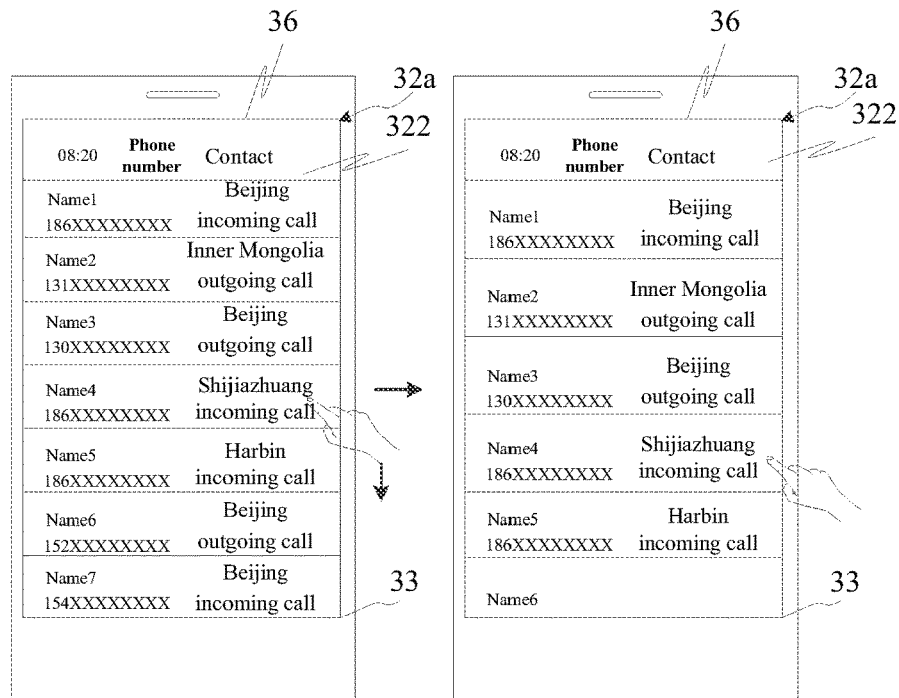 36
36
32a
32a
322
322
08:20 Phone number Contact
Name1
186XXXXXXXX
Beijing
incoming call
Name2
131XXXXXXXX
Inner Mongolia
outgoing call
Name3
130XXXXXXXX
Beijing
outgoing call
Name4
186XXXXXXXX
Shijiazhuang
incoming call
Name5
186XXXXXXXX
Harbin
incoming call
Name6
152XXXXXXXX
Beijing
outgoing call
Name7
154XXXXXXXX
Beijing
incoming call
33
08:20 Phone number Contact
Name1
186XXXXXXXX
Beijing
incoming call
Name2
131XXXXXXXX
Inner Mongolia
outgoing call
Name3
130XXXXXXXX
Beijing
outgoing call
Name4
186XXXXXXXX
Shijiazhuang
incoming call
Name5
186XXXXXXXX
Harbin
incoming call
Name6
33